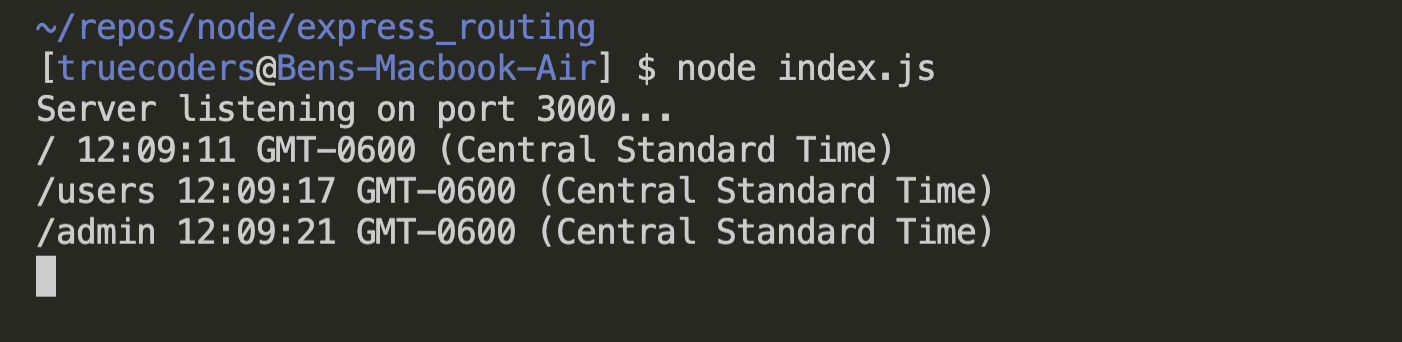 ~/repos/node/express_routing
[truecoders@Bens-Macbook-Air] $ node index.js
Server listening on port 3000...
/ 12:09:11 GMT-0600 (Central Standard Time)
/users 12:09:17 GMT-0600 (Central Standard Time)
/admin 12:09:21 GMT-0600 (Central Standard Time)